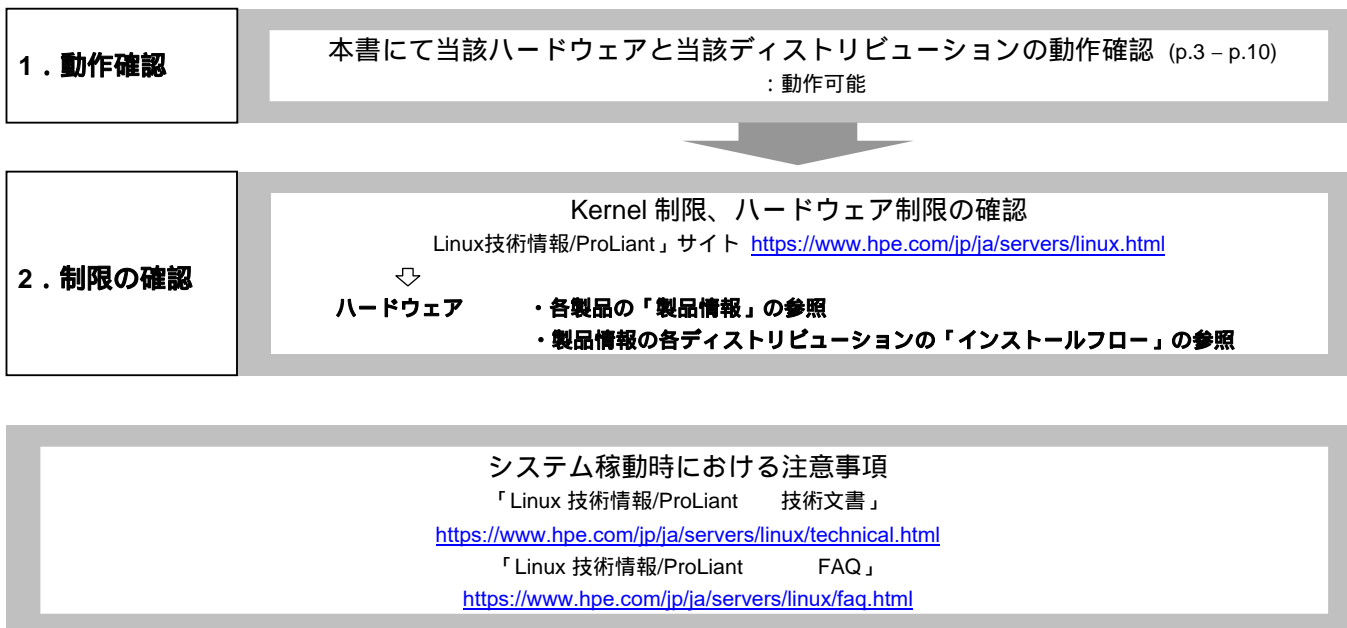 1．動作確認
本書にて当該ハードウェアと当該ディストリビューションの動作確認 (p.3 – p.10)
：動作可能
2．制限の確認
Kernel 制限、ハードウェア制限の確認
Linux技術情報/ProLiant」サイト https://www.hpe.com/jp/ja/servers/linux.html
ハードウェア ・各製品の「製品情報」の参照
・製品情報の各ディストリビューションの「インストールフロー」の参照
システム稼動時における注意事項
「Linux 技術情報/ProLiant 技術文書」
https://www.hpe.com/jp/ja/servers/linux/technical.html
「Linux 技術情報/ProLiant FAQ」
https://www.hpe.com/jp/ja/servers/linux/faq.html